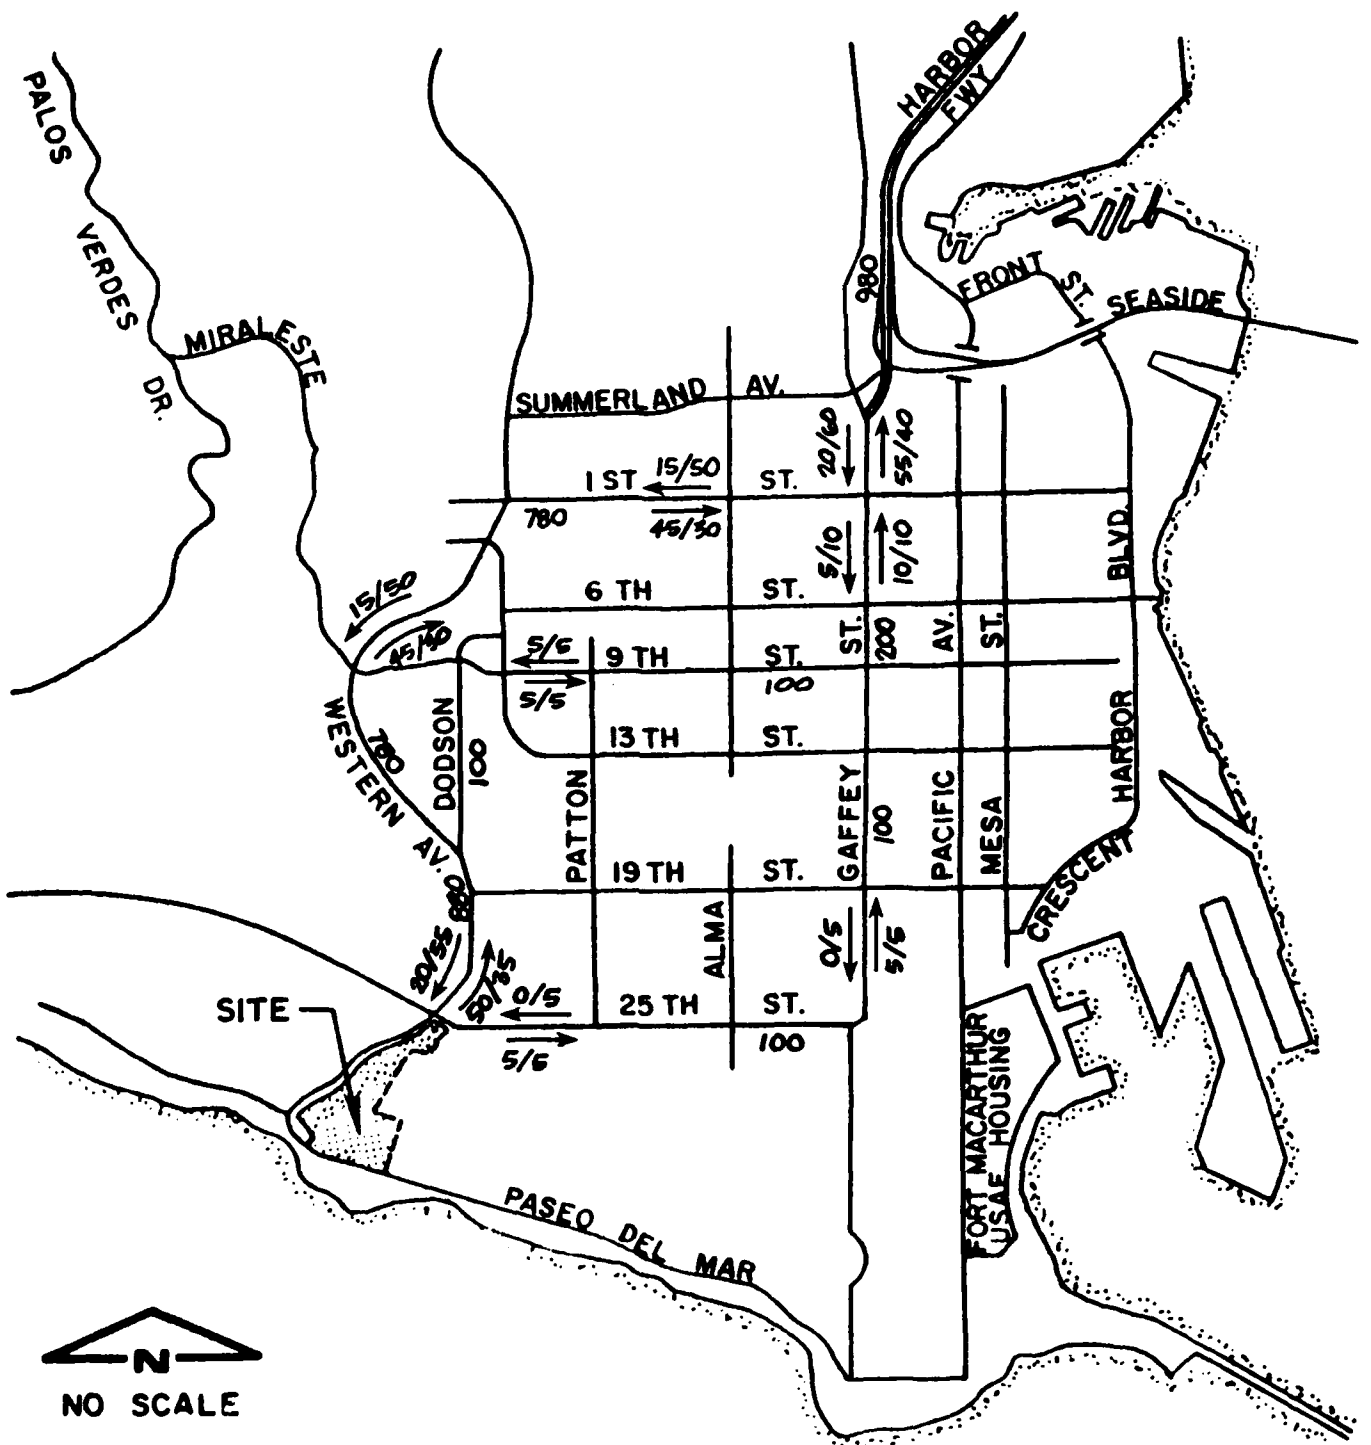 HARBOR
FWY
PALOS
VERDES
DR.
MIRALESTE
980
FRONT
ST.
SEASIDE
SUMMERLAND AV.
20/60
55/40
1 ST ST.
15/50
780
45/30
5/10
10/10
BLVD.
6 TH ST.
15/50
45/30
ST.
200
AV.
ST.
5/5
9 TH ST.
100
5/5
WESTERN AV.
780
DODSON
100
13 TH ST.
HARBOR
PATTON
GAFFEY
100
PACIFIC
MESA
19 TH ST.
CRESCENT
880
ALMA
0/5
5/5
20/55
50/35
0/5
25 TH ST.
100
5/5
SITE
FORT MACARTHUR
USAF HOUSING
PASEO DEL MAR
N
NO SCALE